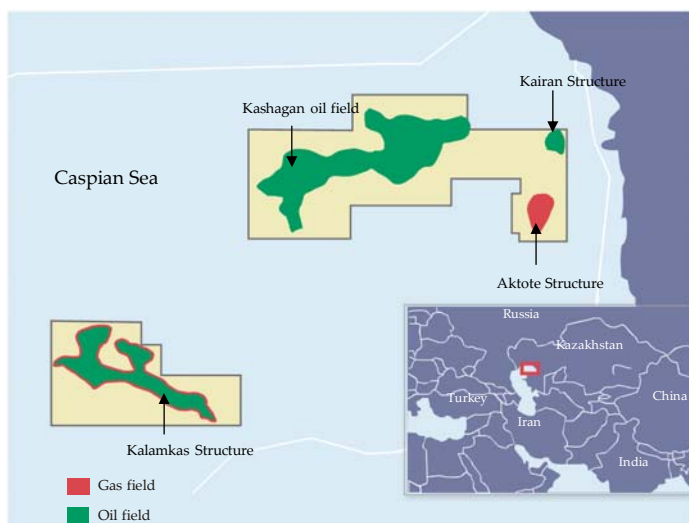 Kairan Structure
Kashagan oil field
Caspian Sea
Aktote Structure
Russia
Kazakhstan
China
Turkey
Iran
India
Kalamkas Structure
Gas field
Oil field